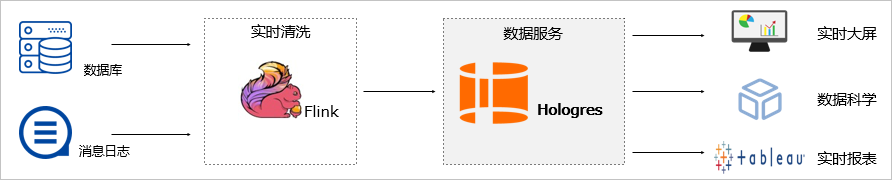 数据库
消息日志
实时清洗
Flink
数据服务
Hologres
实时大屏
数据科学
+ableau
实时报表